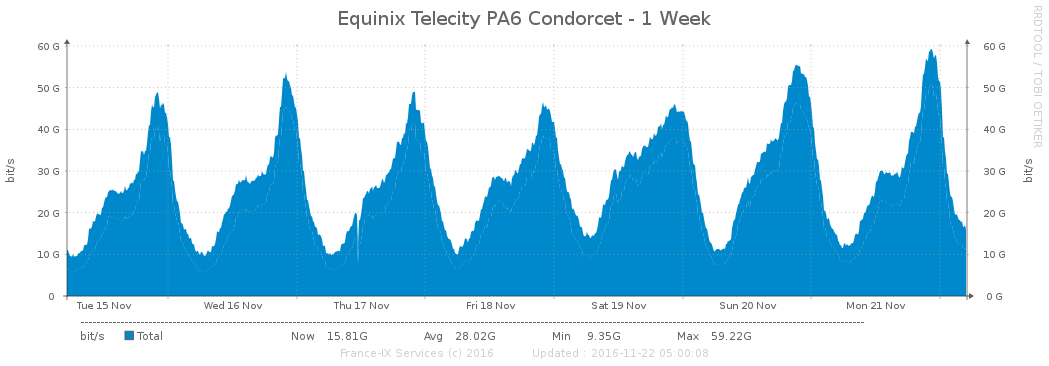 Equinix Telecity PA6 Condorcet - 1 Week
RRDTOOL / TOBI OETIKER
bit/s
60 G
50 G
40 G
30 G
20 G
10 G
0
60 G
50 G
40 G
30 G
20 G
10 G
0 G
bit/s
Tue 15 Nov Wed 16 Nov Thu 17 Nov Fri 18 Nov Sat 19 Nov Sun 20 Nov Mon 21 Nov
bit/s Total Now 15.81G Avg 28.02G Min 9.35G Max 59.22G
France-IX Services (c) 2016 Updated : 2016-11-22 05:00:08